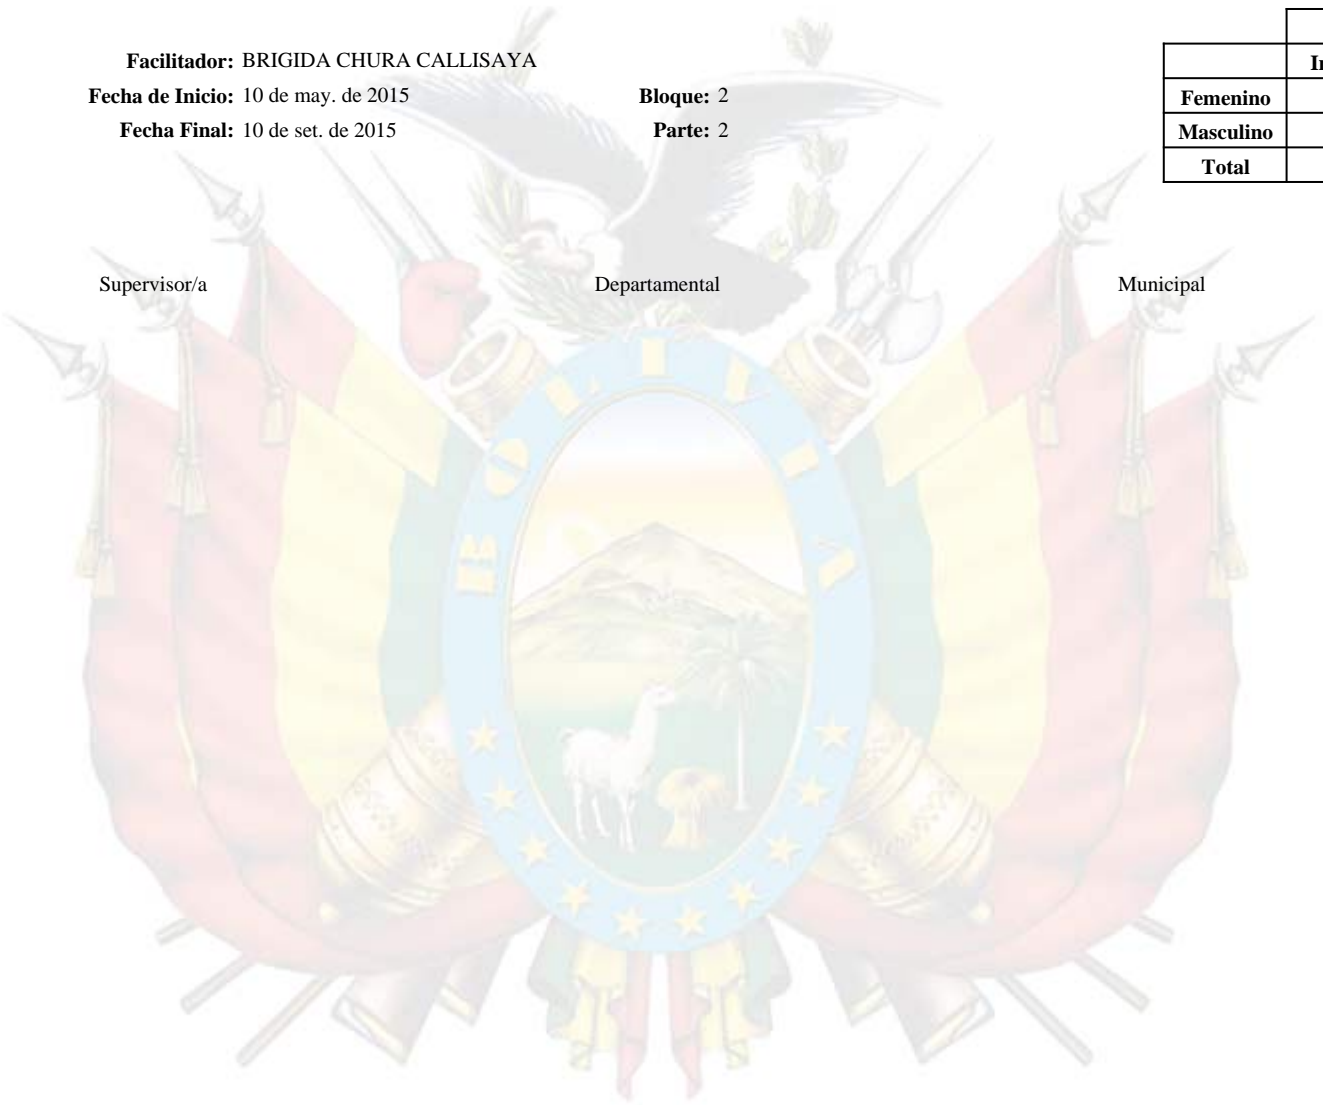 Facilitador: BRIGIDA CHURA CALLISAYA
Fecha de Inicio: 10 de may. de 2015 Bloque: 2
Fecha Final: 10 de set. de 2015 Parte: 2
Femenino
Masculino
Total
Supervisor/a Departamental Municipal
BOLIVIA